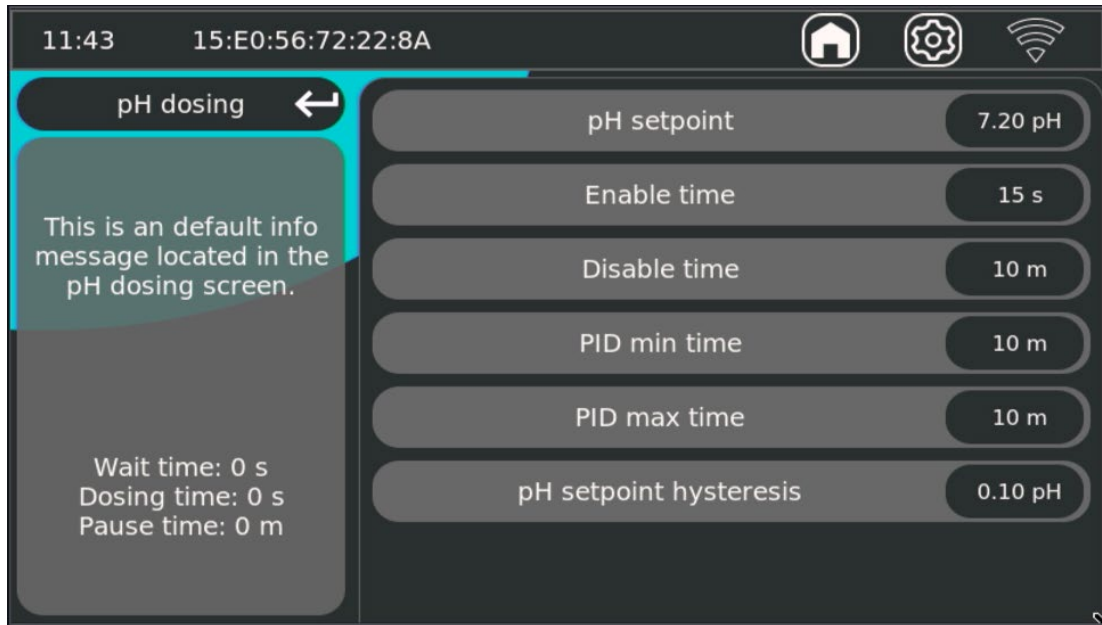 11:43 15:E0:56:72:22:8A
pH dosing
This is an default info
message located in the
pH dosing screen.
Wait time: 0 s
Dosing time: 0 s
Pause time: 0 m
pH setpoint 7.20 pH
Enable time 15 s
Disable time 10 m
PID min time 10 m
PID max time 10 m
pH setpoint hysteresis 0.10 pH